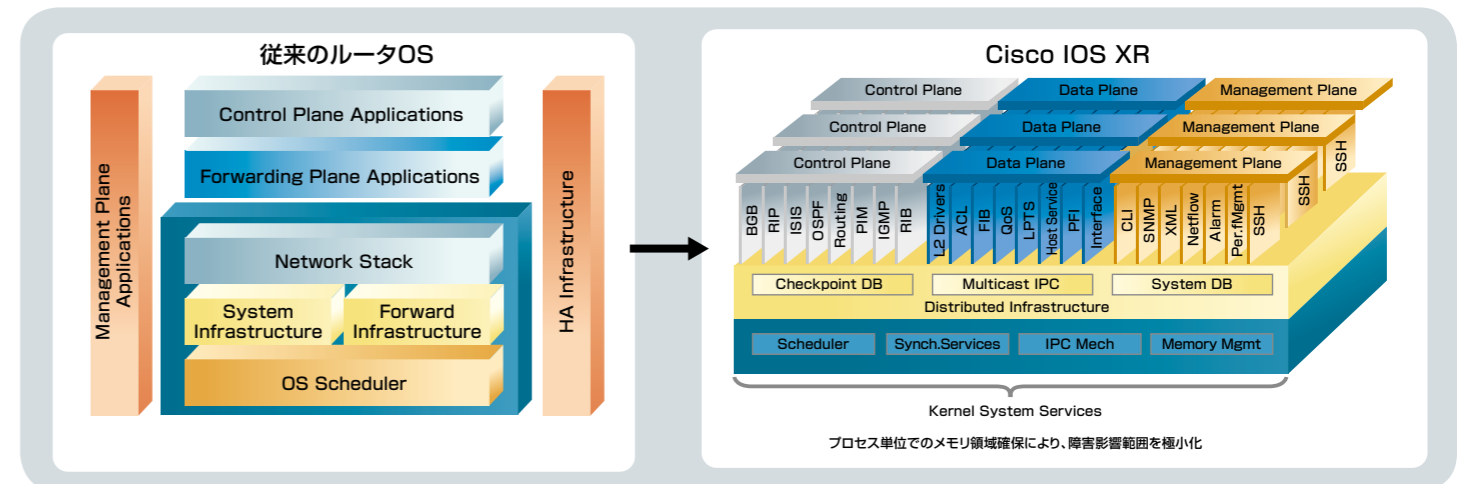 従来のルータOS
Management Plane
Applications
Control Plane Applications
Forwarding Plane Applications
Network Stack
System
Infrastructure
Forward
Infrastructure
OS Scheduler
HA Infrastructure
Cisco IOS XR
Control Plane
Data Plane
Management Plane
Control Plane
Data Plane
Management Plane
Control Plane
Data Plane
Management Plane
BGB
RIP
ISIS
OSPF
Routing
PIM
IGMP
RIB
L2 Drivers
ACL
FIB
QoS
LPTS
Host Service
PFI
Interface
CLI
SNMP
XML
Netflow
Alarm
Per.fMgmt
SSH
SSH
SSH
Checkpoint DB
Multicast IPC
System DB
Distributed Infrastructure
Scheduler
Synch.Services
IPC Mech
Memory Mgmt
Kernel System Services
プロセス単位でのメモリ領域確保により、障害影響範囲を極小化